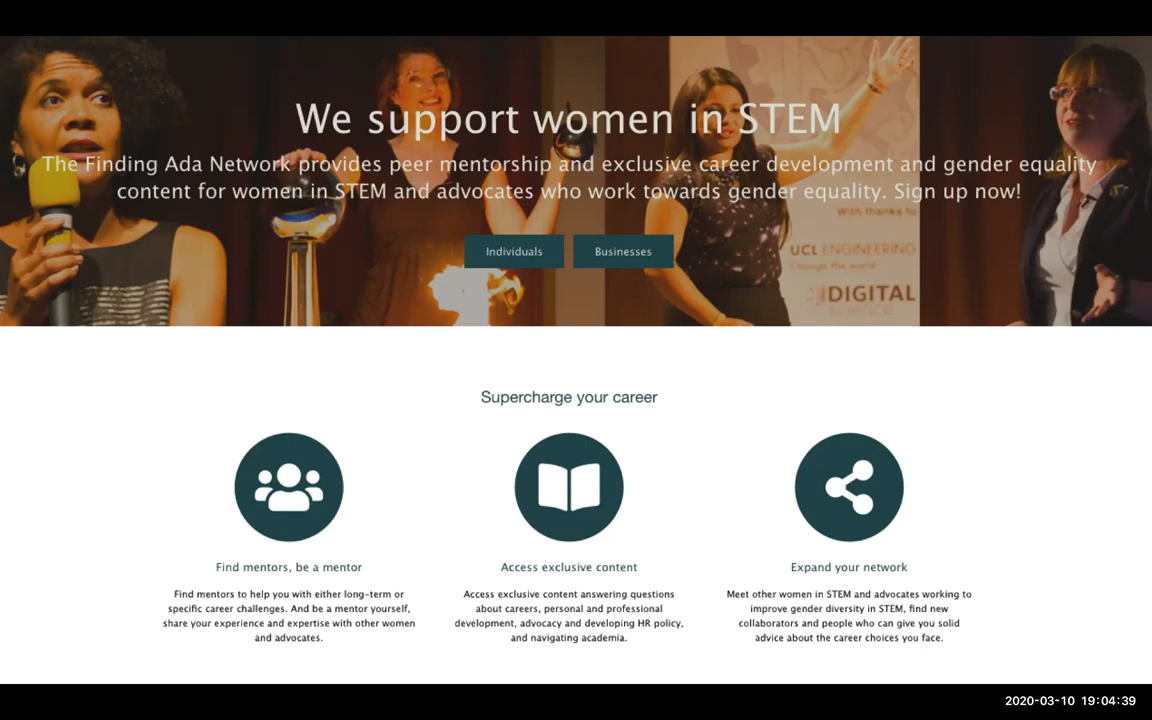 We support women in STEM
The Finding Ada Network provides peer mentorship and exclusive career development and gender equality
content for women in STEM and advocates who work towards gender equality. Sign up now!
With thanks to
UCL ENGINEERING
Change the world
DIGITAL
science
Individuals
Businesses
Supercharge your career
Find mentors, be a mentor
Find mentors to help you with either long-term or
specific career challenges. And be a mentor yourself,
share your experience and expertise with other women
and advocates.
Access exclusive content
Access exclusive content answering questions
about careers, personal and professional
development, advocacy and developing HR policy,
and navigating academia.
Expand your network
Meet other women in STEM and advocates working to
improve gender diversity in STEM, find new
collaborators and people who can give you solid
advice about the career choices you face.
2020-03-10 19:04:39